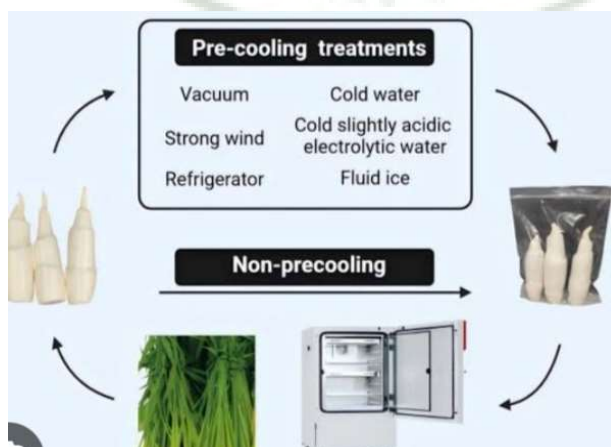 Pre-cooling treatments
Vacuum
Cold water
Strong wind
Cold slightly acidic
electrolytic water
Refrigerator
Fluid ice
Non-precooling